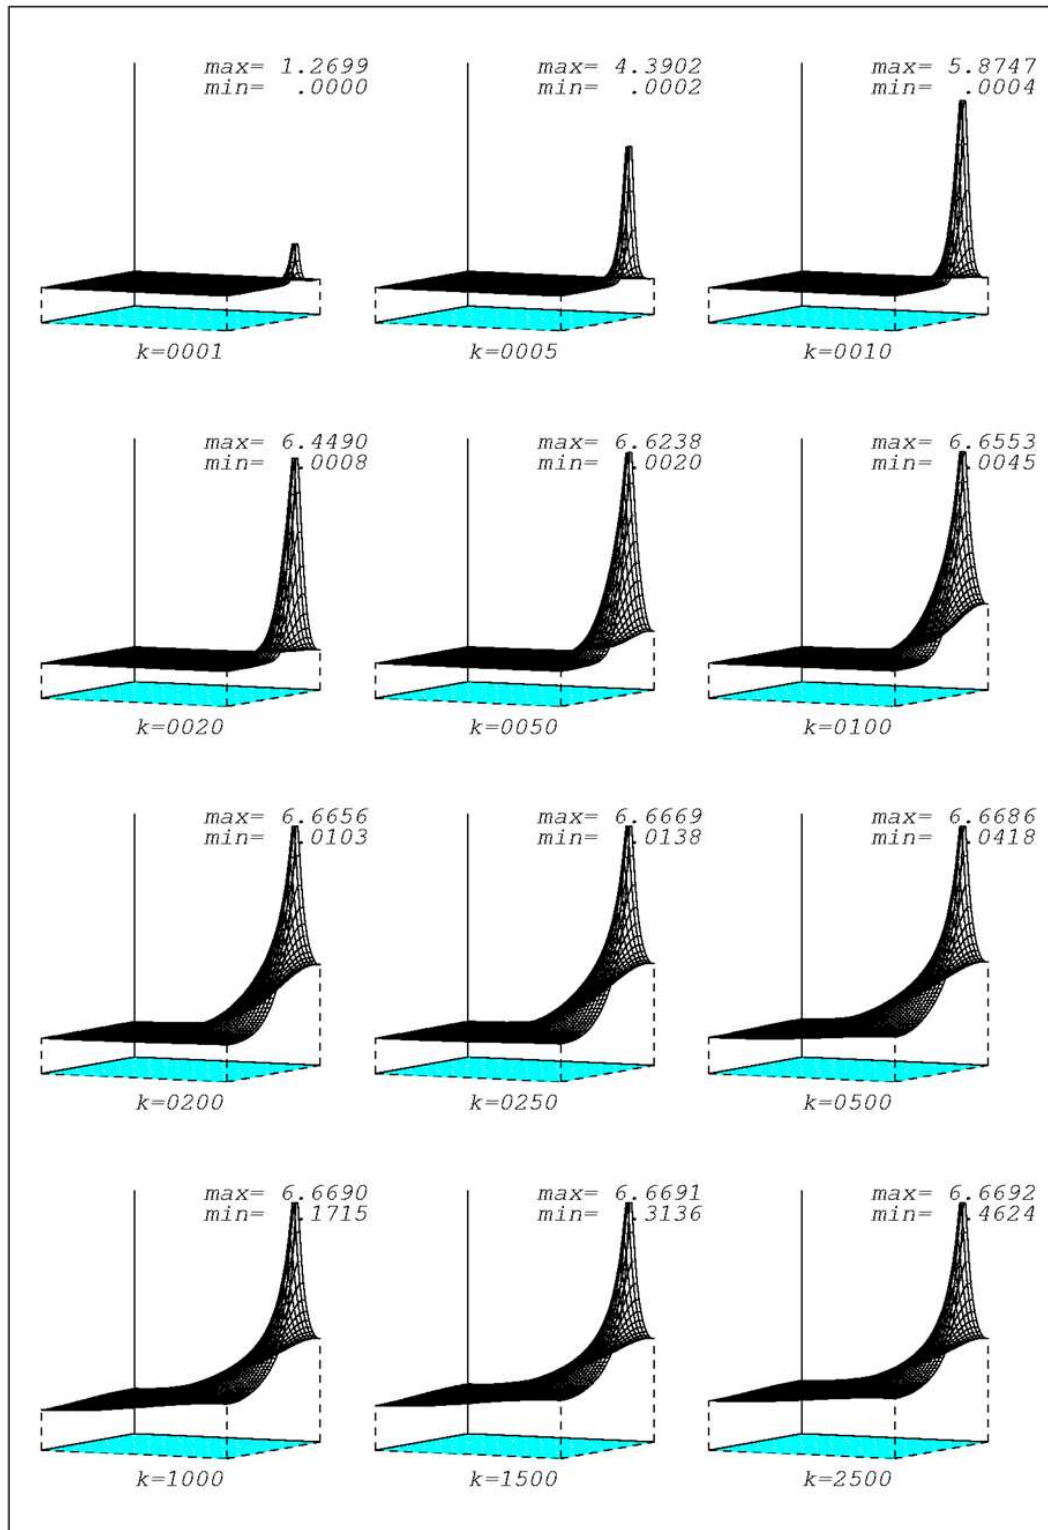 max= 1.2699
min= .0000
k=0001
max= 4.3902
min= .0002
k=0005
max= 5.8747
min= .0004
k=0010
max= 6.4490
min= .0008
k=0020
max= 6.6238
min= .0020
k=0050
max= 6.6553
min= .0045
k=0100
max= 6.6656
min= .0103
k=0200
max= 6.6669
min= .0138
k=0250
max= 6.6686
min= .0418
k=0500
max= 6.6690
min= .1715
k=1000
max= 6.6691
min= .3136
k=1500
max= 6.6692
min= .4624
k=2500